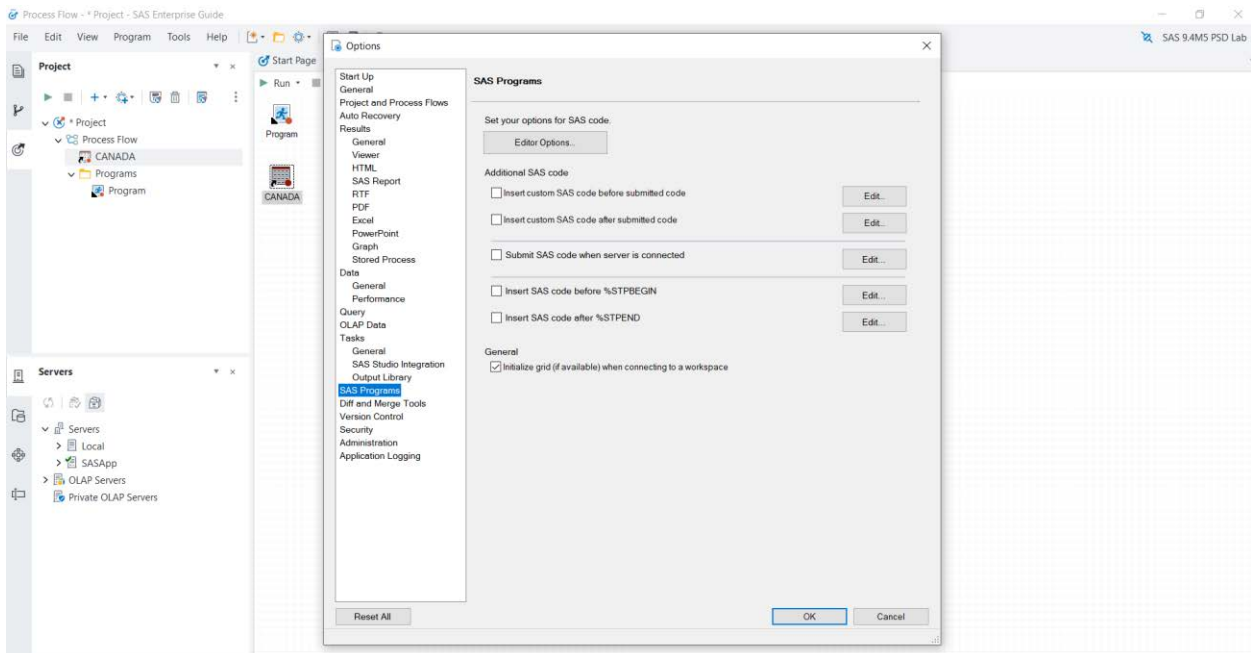 Process Flow - * Project - SAS Enterprise Guide
File Edit View Program Tools Help
SAS 9.4M5 PSD Lab
Project
* Project
Process Flow
CANADA
Programs
Program
Servers
Servers
Local
SASApp
OLAP Servers
Private OLAP Servers
Start Page
Run
Program
CANADA
Options
Start Up
General
Project and Process Flows
Auto Recovery
Results
General
Viewer
HTML
SAS Report
RTF
PDF
Excel
PowerPoint
Graph
Stored Process
Data
General
Performance
Query
OLAP Data
Tasks
General
SAS Studio Integration
Output Library
SAS Programs
Diff and Merge Tools
Version Control
Security
Administration
Application Logging
Reset All
SAS Programs
Set your options for SAS code.
Editor Options...
Additional SAS code
Insert custom SAS code before submitted code Edit...
Insert custom SAS code after submitted code Edit...
Submit SAS code when server is connected Edit...
Insert SAS code before %STPBEGIN Edit...
Insert SAS code after %STPEND Edit...
General
Initialize grid (if available) when connecting to a workspace
OK Cancel